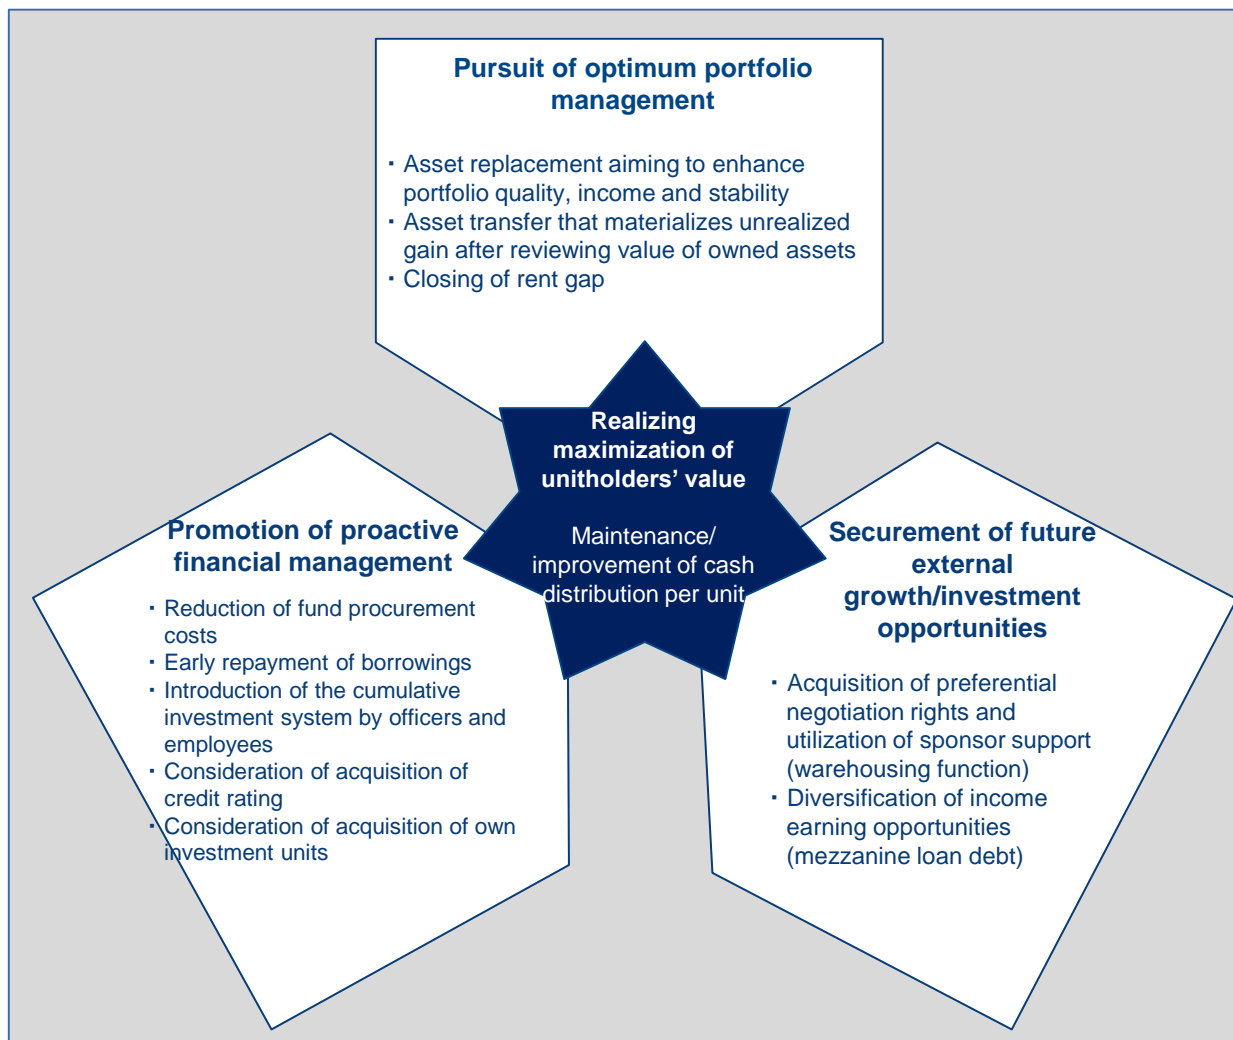 Pursuit of optimum portfolio
management
・Asset replacement aiming to enhance
portfolio quality, income and stability
・Asset transfer that materializes unrealized
gain after reviewing value of owned assets
・Closing of rent gap
Realizing
maximization of
unitholders’ value
Maintenance/
improvement of cash
distribution per unit
Promotion of proactive
financial management
・Reduction of fund procurement
costs
・Early repayment of borrowings
・Introduction of the cumulative
investment system by officers and
employees
・Consideration of acquisition of
credit rating
・Consideration of acquisition of own
investment units
Securement of future
external
growth/investment
opportunities
・Acquisition of preferential
negotiation rights and
utilization of sponsor support
(warehousing function)
・Diversification of income
earning opportunities
(mezzanine loan debt)